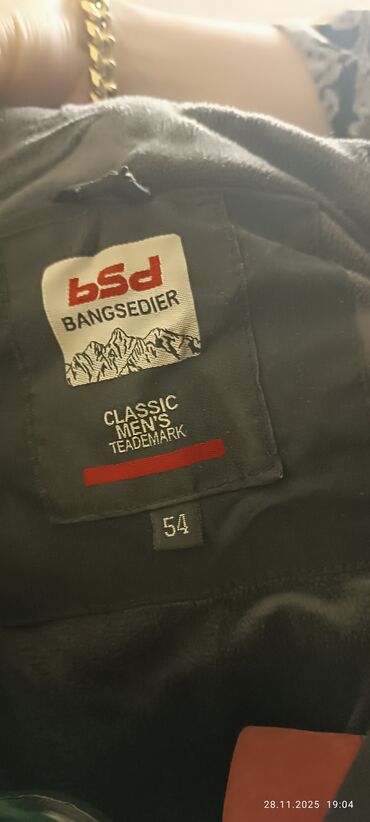 bSd
BANGSEDIER
CLASSIC
MEN'S
TEADEMARK
54
28.11.2025 19:04